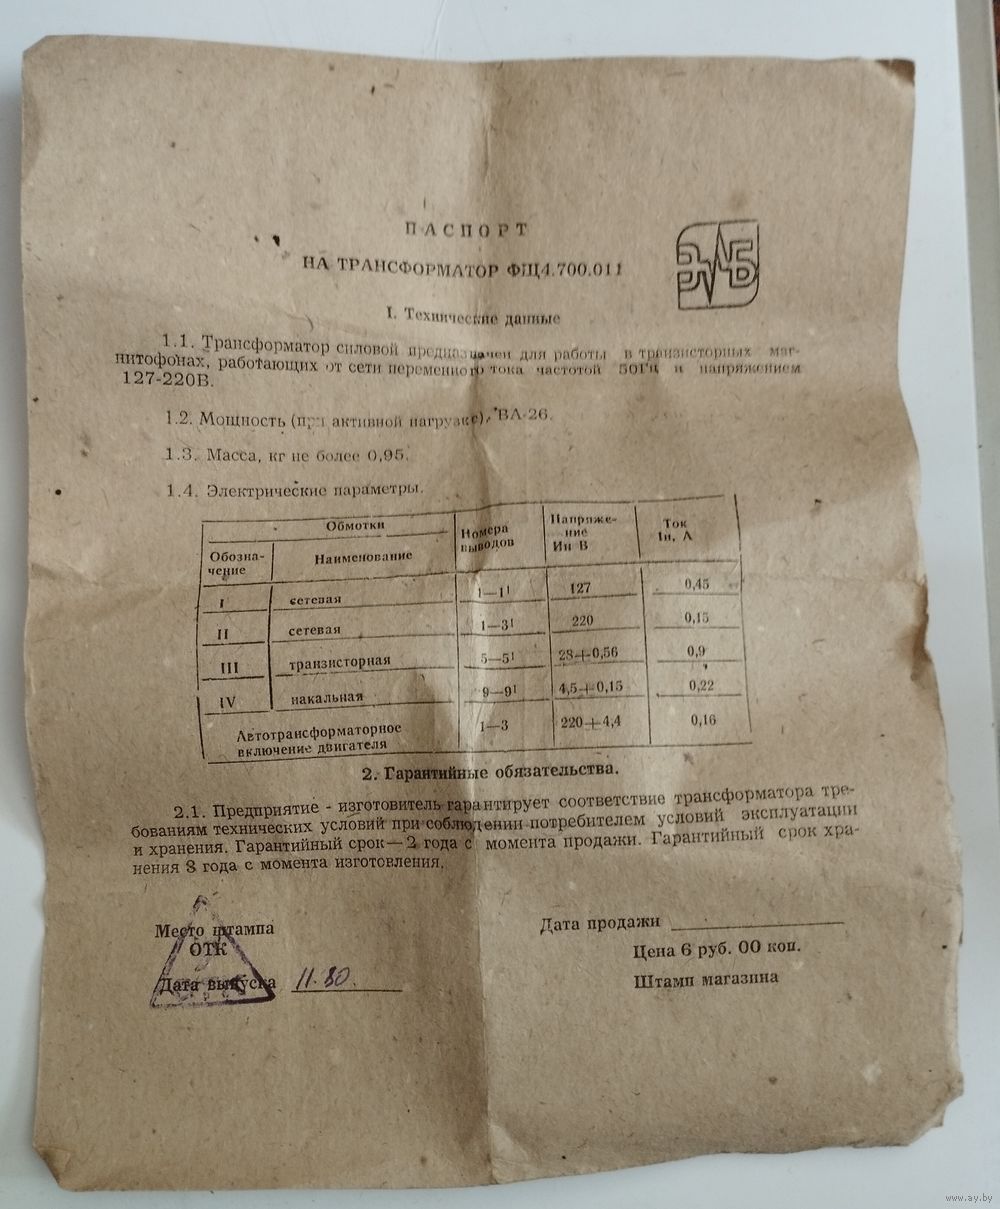 ПАСПОРТ
НА ТРАНСФОРМАТОР ФЩ4.700.011
ЭЛБ
I. Технические данные
1.1. Трансформатор силовой предназначен для работы в транзисторных маг-
нитофонах, работающих от сети переменного тока частотой 50Гц и напряжением
127-220В.
1.2. Мощность (при активной нагрузке), ВА-26.
1.3. Масса, кг не более 0,95.
1.4. Электрические параметры.
Обмотки
Номера выводов
Напряже-ние Ин В
Ток Iн, А
Обозна-чение
Наименование
I сетевая 1—1¹ 127 0,45
II сетевая 1—3¹ 220 0,15
III транзисторная 5—5¹ 28+0,56 0,9
IV накальная 9—9¹ 4,5+0,15 0,22
Автотрансформаторное включение двигателя 1—3 220+4,4 0,16
2. Гарантийные обязательства.
2.1. Предприятие - изготовитель гарантирует соответствие трансформатора тре-
бованиям технических условий при соблюдении потребителем условий эксплуатации
и хранения. Гарантийный срок—2 года с момента продажи. Гарантийный срок хра-
нения 3 года с момента изготовления.
Место штампа
ОТК
Дата выпуска 11.80.
Дата продажи
Цена 6 руб. 00 коп.
Штамп магазина
www.ay.by